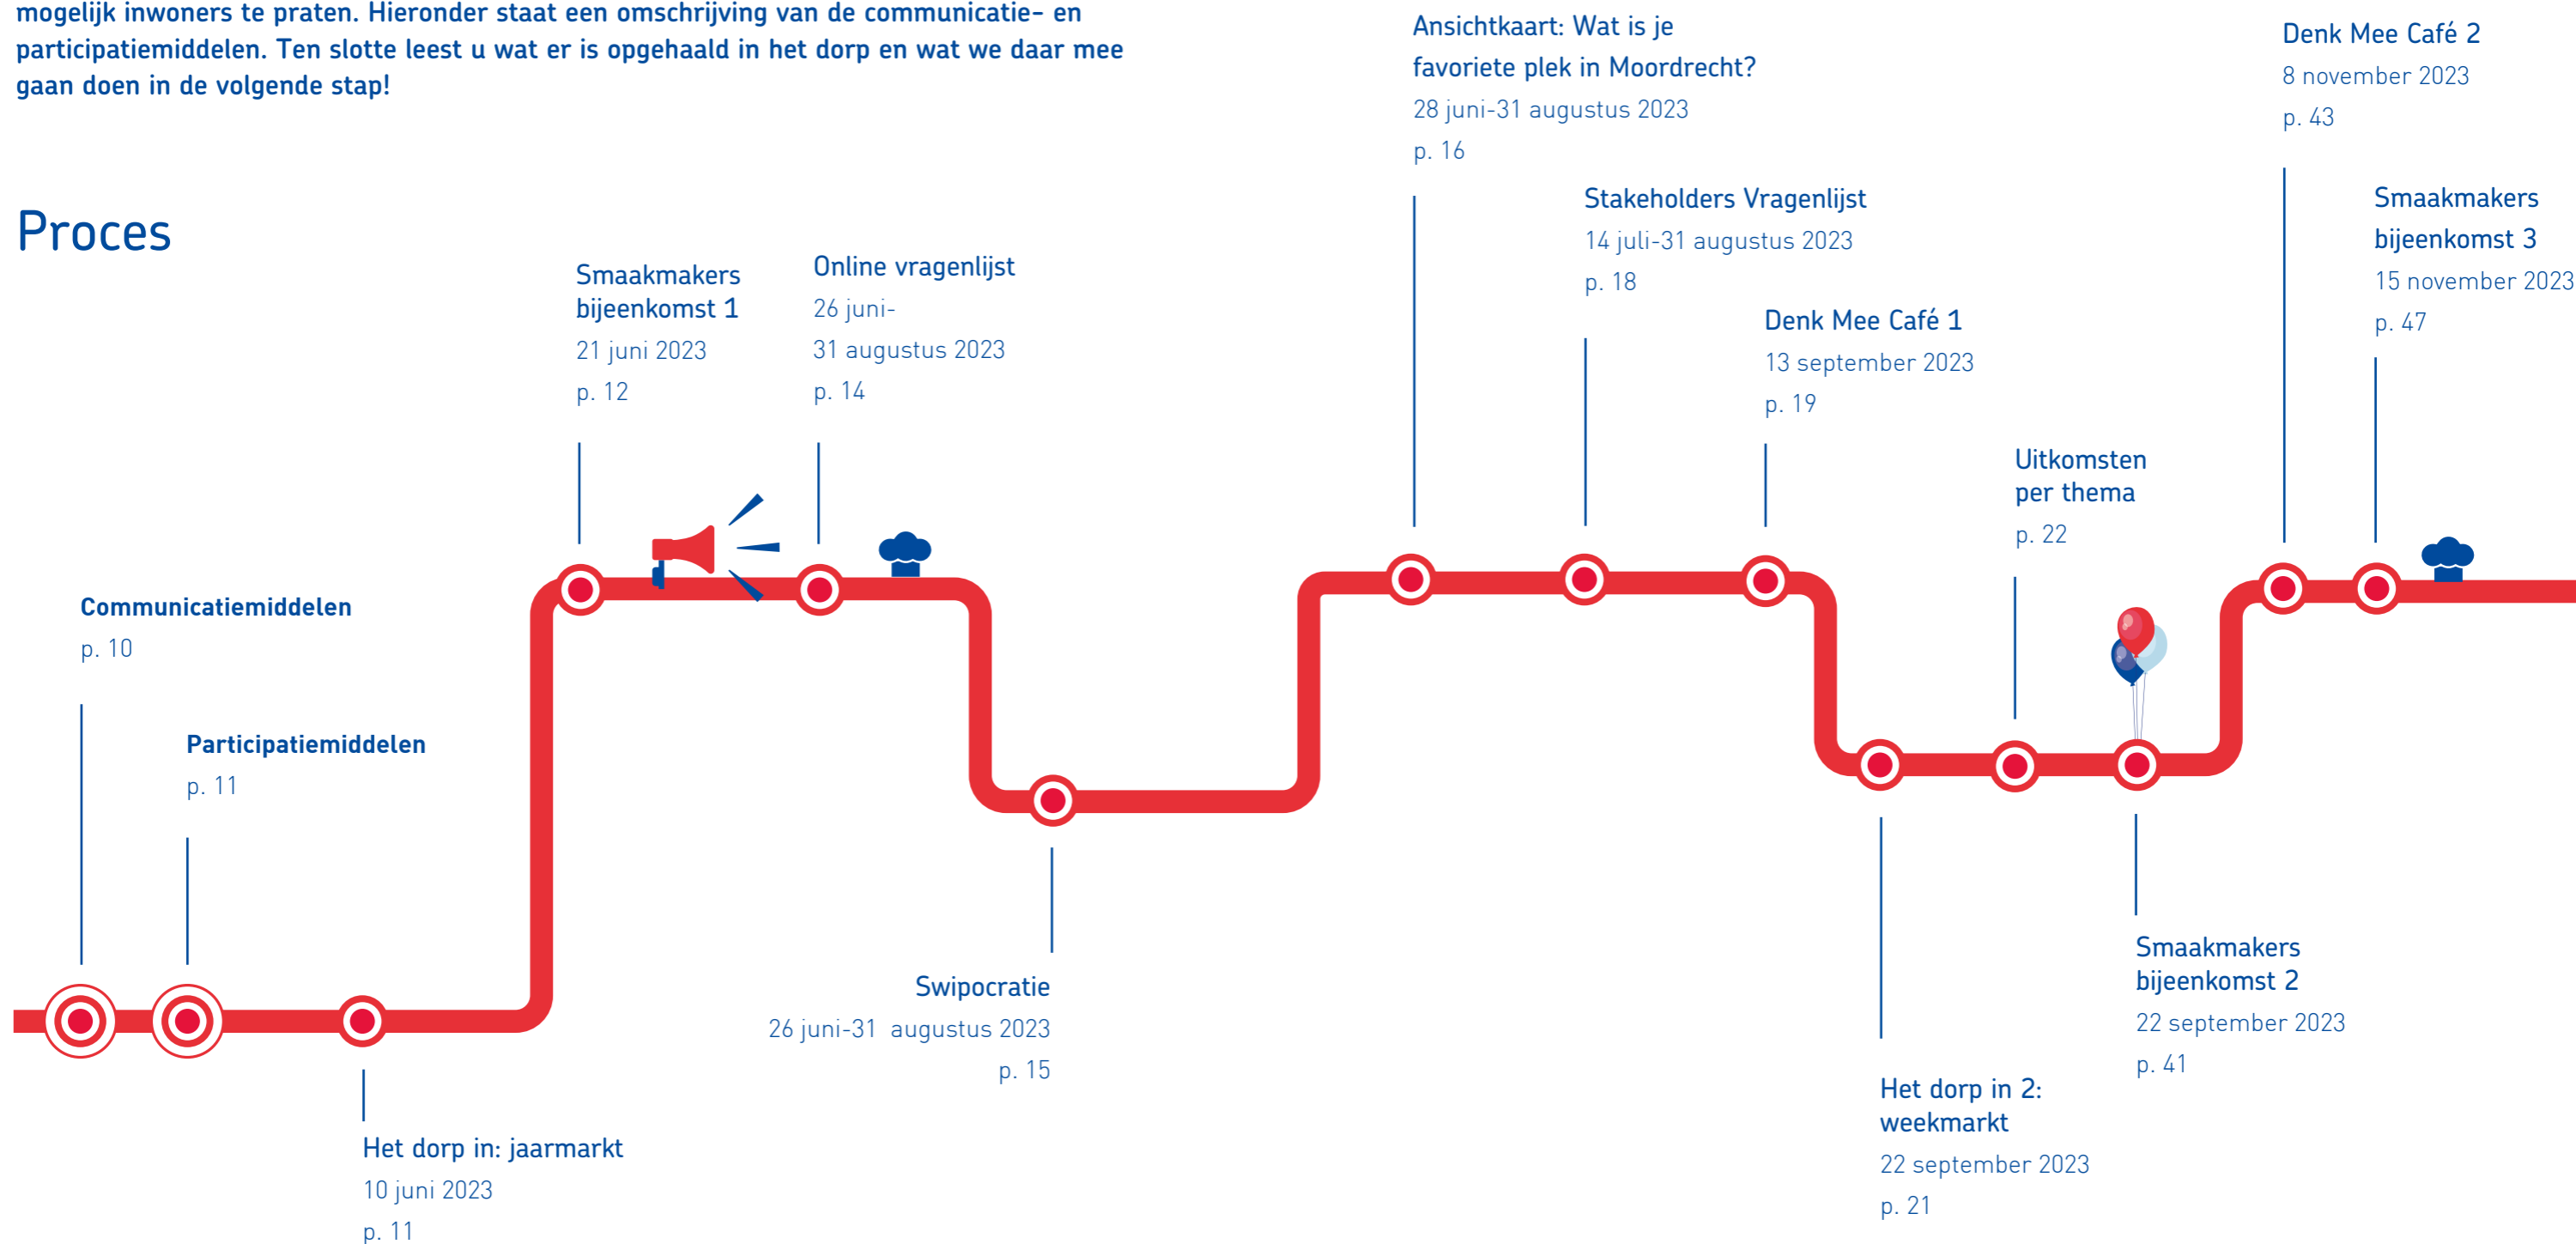 mogelijk inwoners te praten. Hieronder staat een omschrijving van de communicatie- en
participatiemiddelen. Ten slotte leest u wat er is opgehaald in het dorp en wat we daar mee
gaan doen in de volgende stap!
Proces
Communicatiemiddelen
p. 10
Participatiemiddelen
p. 11
Het dorp in: jaarmarkt
10 juni 2023
p. 11
Smaakmakers
bijeenkomst 1
21 juni 2023
p. 12
Online vragenlijst
26 juni-
31 augustus 2023
p. 14
Swipocratie
26 juni-31 augustus 2023
p. 15
Ansichtkaart: Wat is je
favoriete plek in Moordrecht?
28 juni-31 augustus 2023
p. 16
Stakeholders Vragenlijst
14 juli-31 augustus 2023
p. 18
Denk Mee Café 1
13 september 2023
p. 19
Het dorp in 2:
weekmarkt
22 september 2023
p. 21
Uitkomsten
per thema
p. 22
Smaakmakers
bijeenkomst 2
22 september 2023
p. 41
Denk Mee Café 2
8 november 2023
p. 43
Smaakmakers
bijeenkomst 3
15 november 2023
p. 47